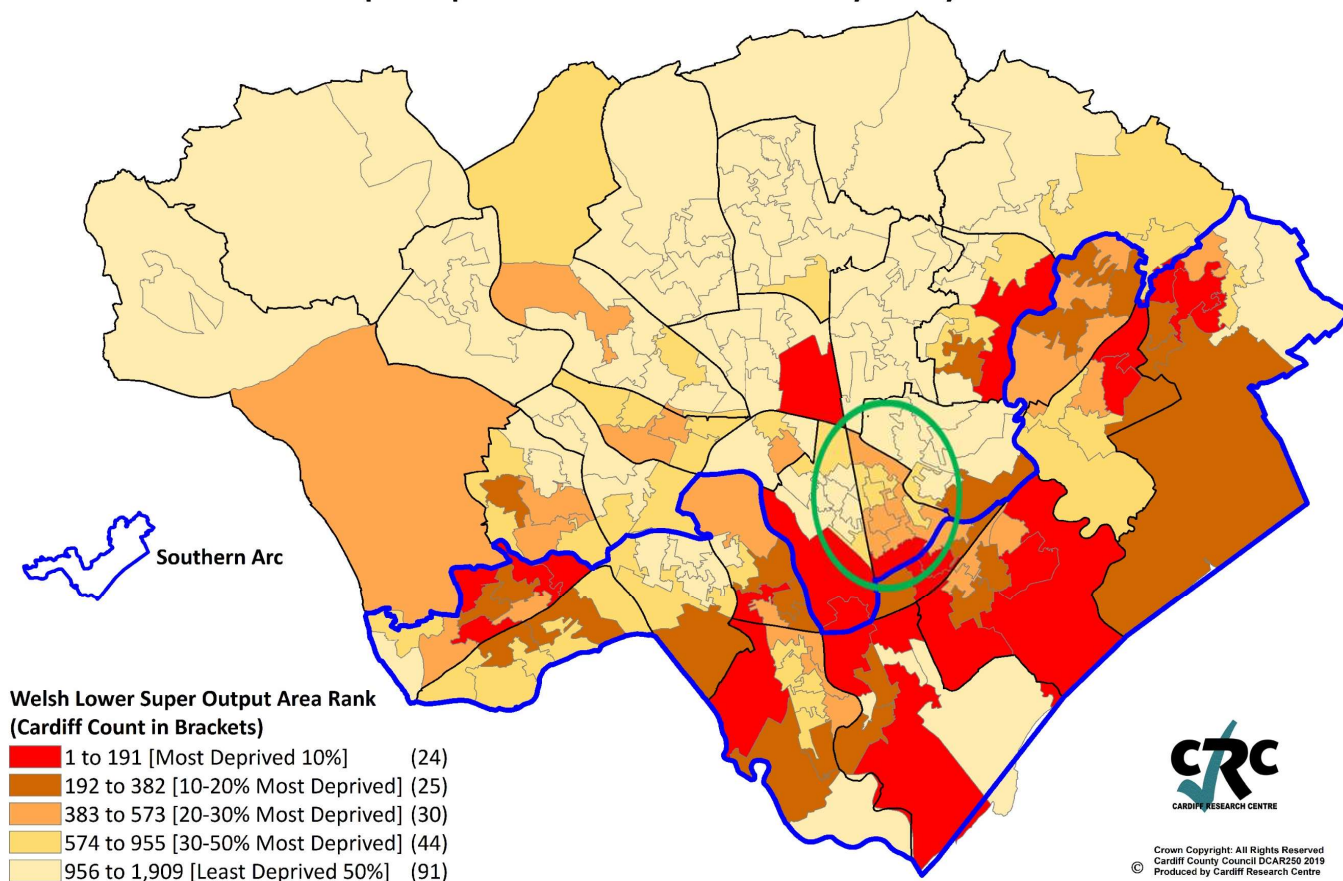 Southern Arc
Welsh Lower Super Output Area Rank
(Cardiff Count in Brackets)
1 to 191 [Most Deprived 10%] (24)
192 to 382 [10-20% Most Deprived] (25)
383 to 573 [20-30% Most Deprived] (30)
574 to 955 [30-50% Most Deprived] (44)
956 to 1,909 [Least Deprived 50%] (91)
CRC
CARDIFF RESEARCH CENTRE
Crown Copyright: All Rights Reserved
Cardiff County Council DCAR250 2019
© Produced by Cardiff Research Centre